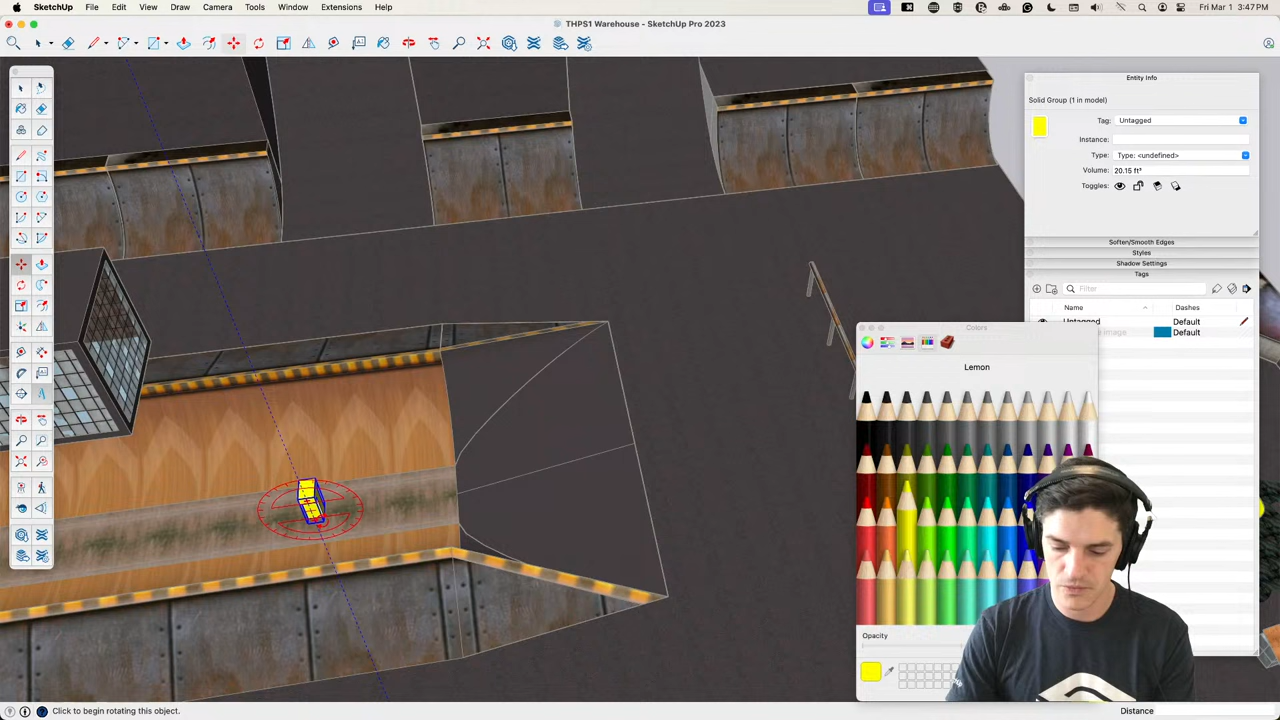 SketchUp File Edit View Draw Camera Tools Window Extensions Help
Fri Mar 1 3:47 PM
THPS1 Warehouse - SketchUp Pro 2023
Entity Info
Solid Group (1 in model)
Tag: Untagged
Instance:
Type: Type: <undefined>
Volume: 20.15 ft³
Toggles:
Soften/Smooth Edges
Styles
Shadow Settings
Tags
Filter
Name Dashes
Untagged Default
Default
Colors
Lemon
Opacity
Click to begin rotating this object.
Distance